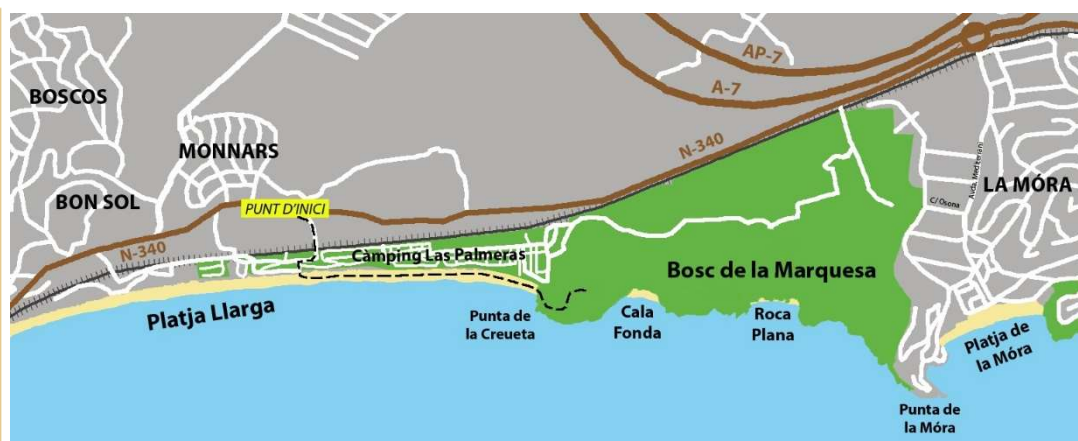 AP-7
A-7
BOSCOS
MONNARS
N-340
LA MÓRA
Avda. Mediterrani
C/ Osona
BON SOL
PUNT D'INICI
N-340
Càmping Las Palmeras
Bosc de la Marquesa
Platja Llarga
Punta de
la Creueta
Cala
Fonda
Roca
Plana
Platja de
la Móra
Punta de
la Móra